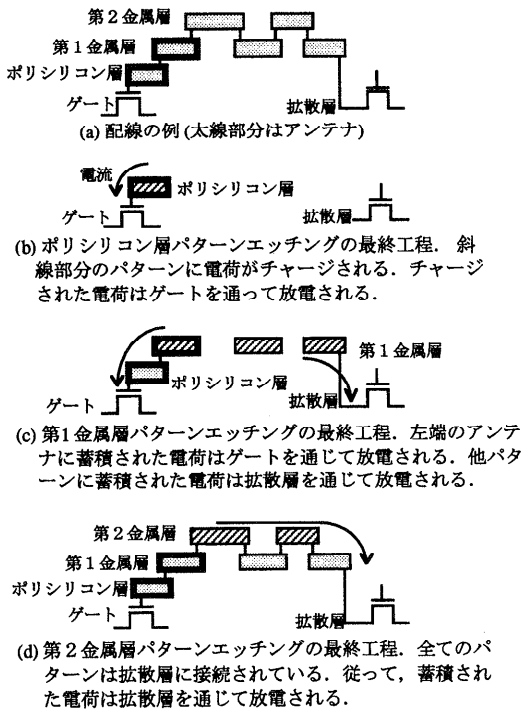 第2金属層
第1金属層
ポリシリコン層
ゲート
拡散層
(a) 配線の例 (太線部分はアンテナ)
電流
ポリシリコン層
ゲート
拡散層
(b) ポリシリコン層パターンエッチングの最終工程. 斜
線部分のパターンに電荷がチャージされる. チャージ
された電荷はゲートを通って放電される.
第1金属層
ポリシリコン層
ゲート
拡散層
(c) 第1金属層パターンエッチングの最終工程. 左端のアンテ
ナに蓄積された電荷はゲートを通じて放電される. 他パタ
ーンに蓄積された電荷は拡散層を通じて放電される.
第2金属層
第1金属層
ポリシリコン層
ゲート
拡散層
(d) 第2金属層パターンエッチングの最終工程. 全てのパ
ターンは拡散層に接続されている. 従って, 蓄積され
た電荷は拡散層を通じて放電される.